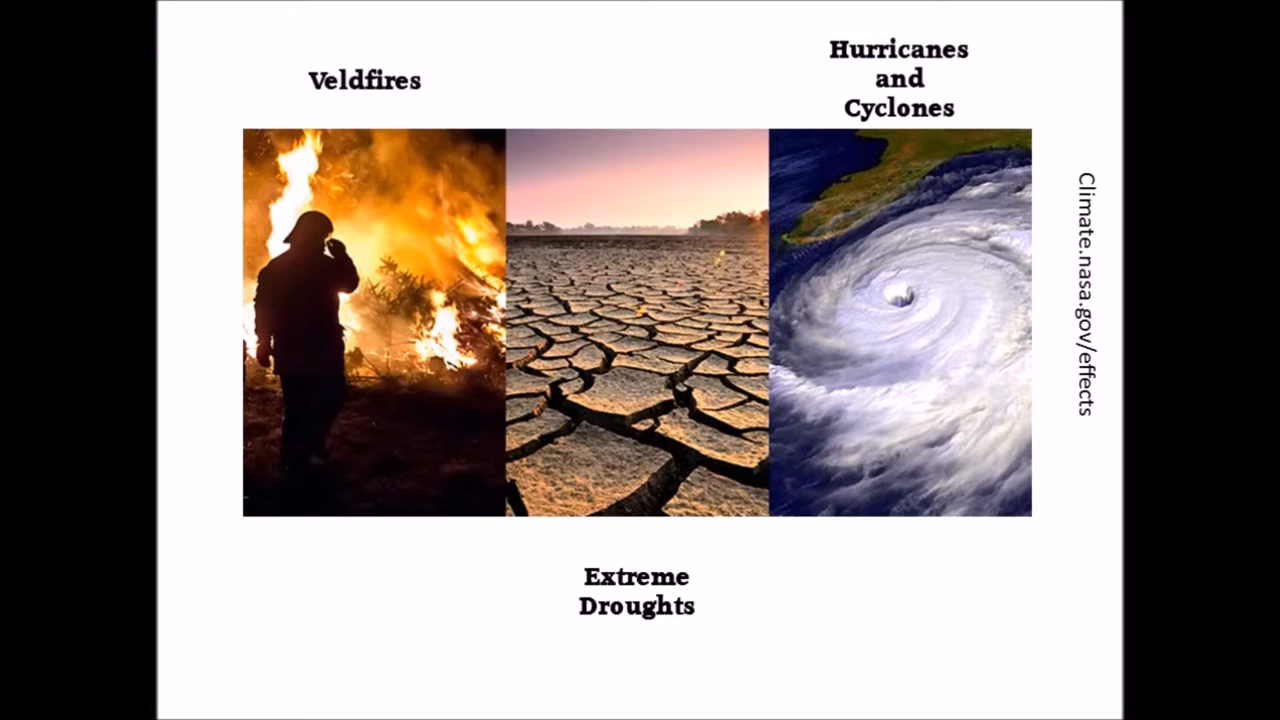 Veldfires
Hurricanes
and
Cyclones
Climate.nasa.gov/effects
Extreme
Droughts